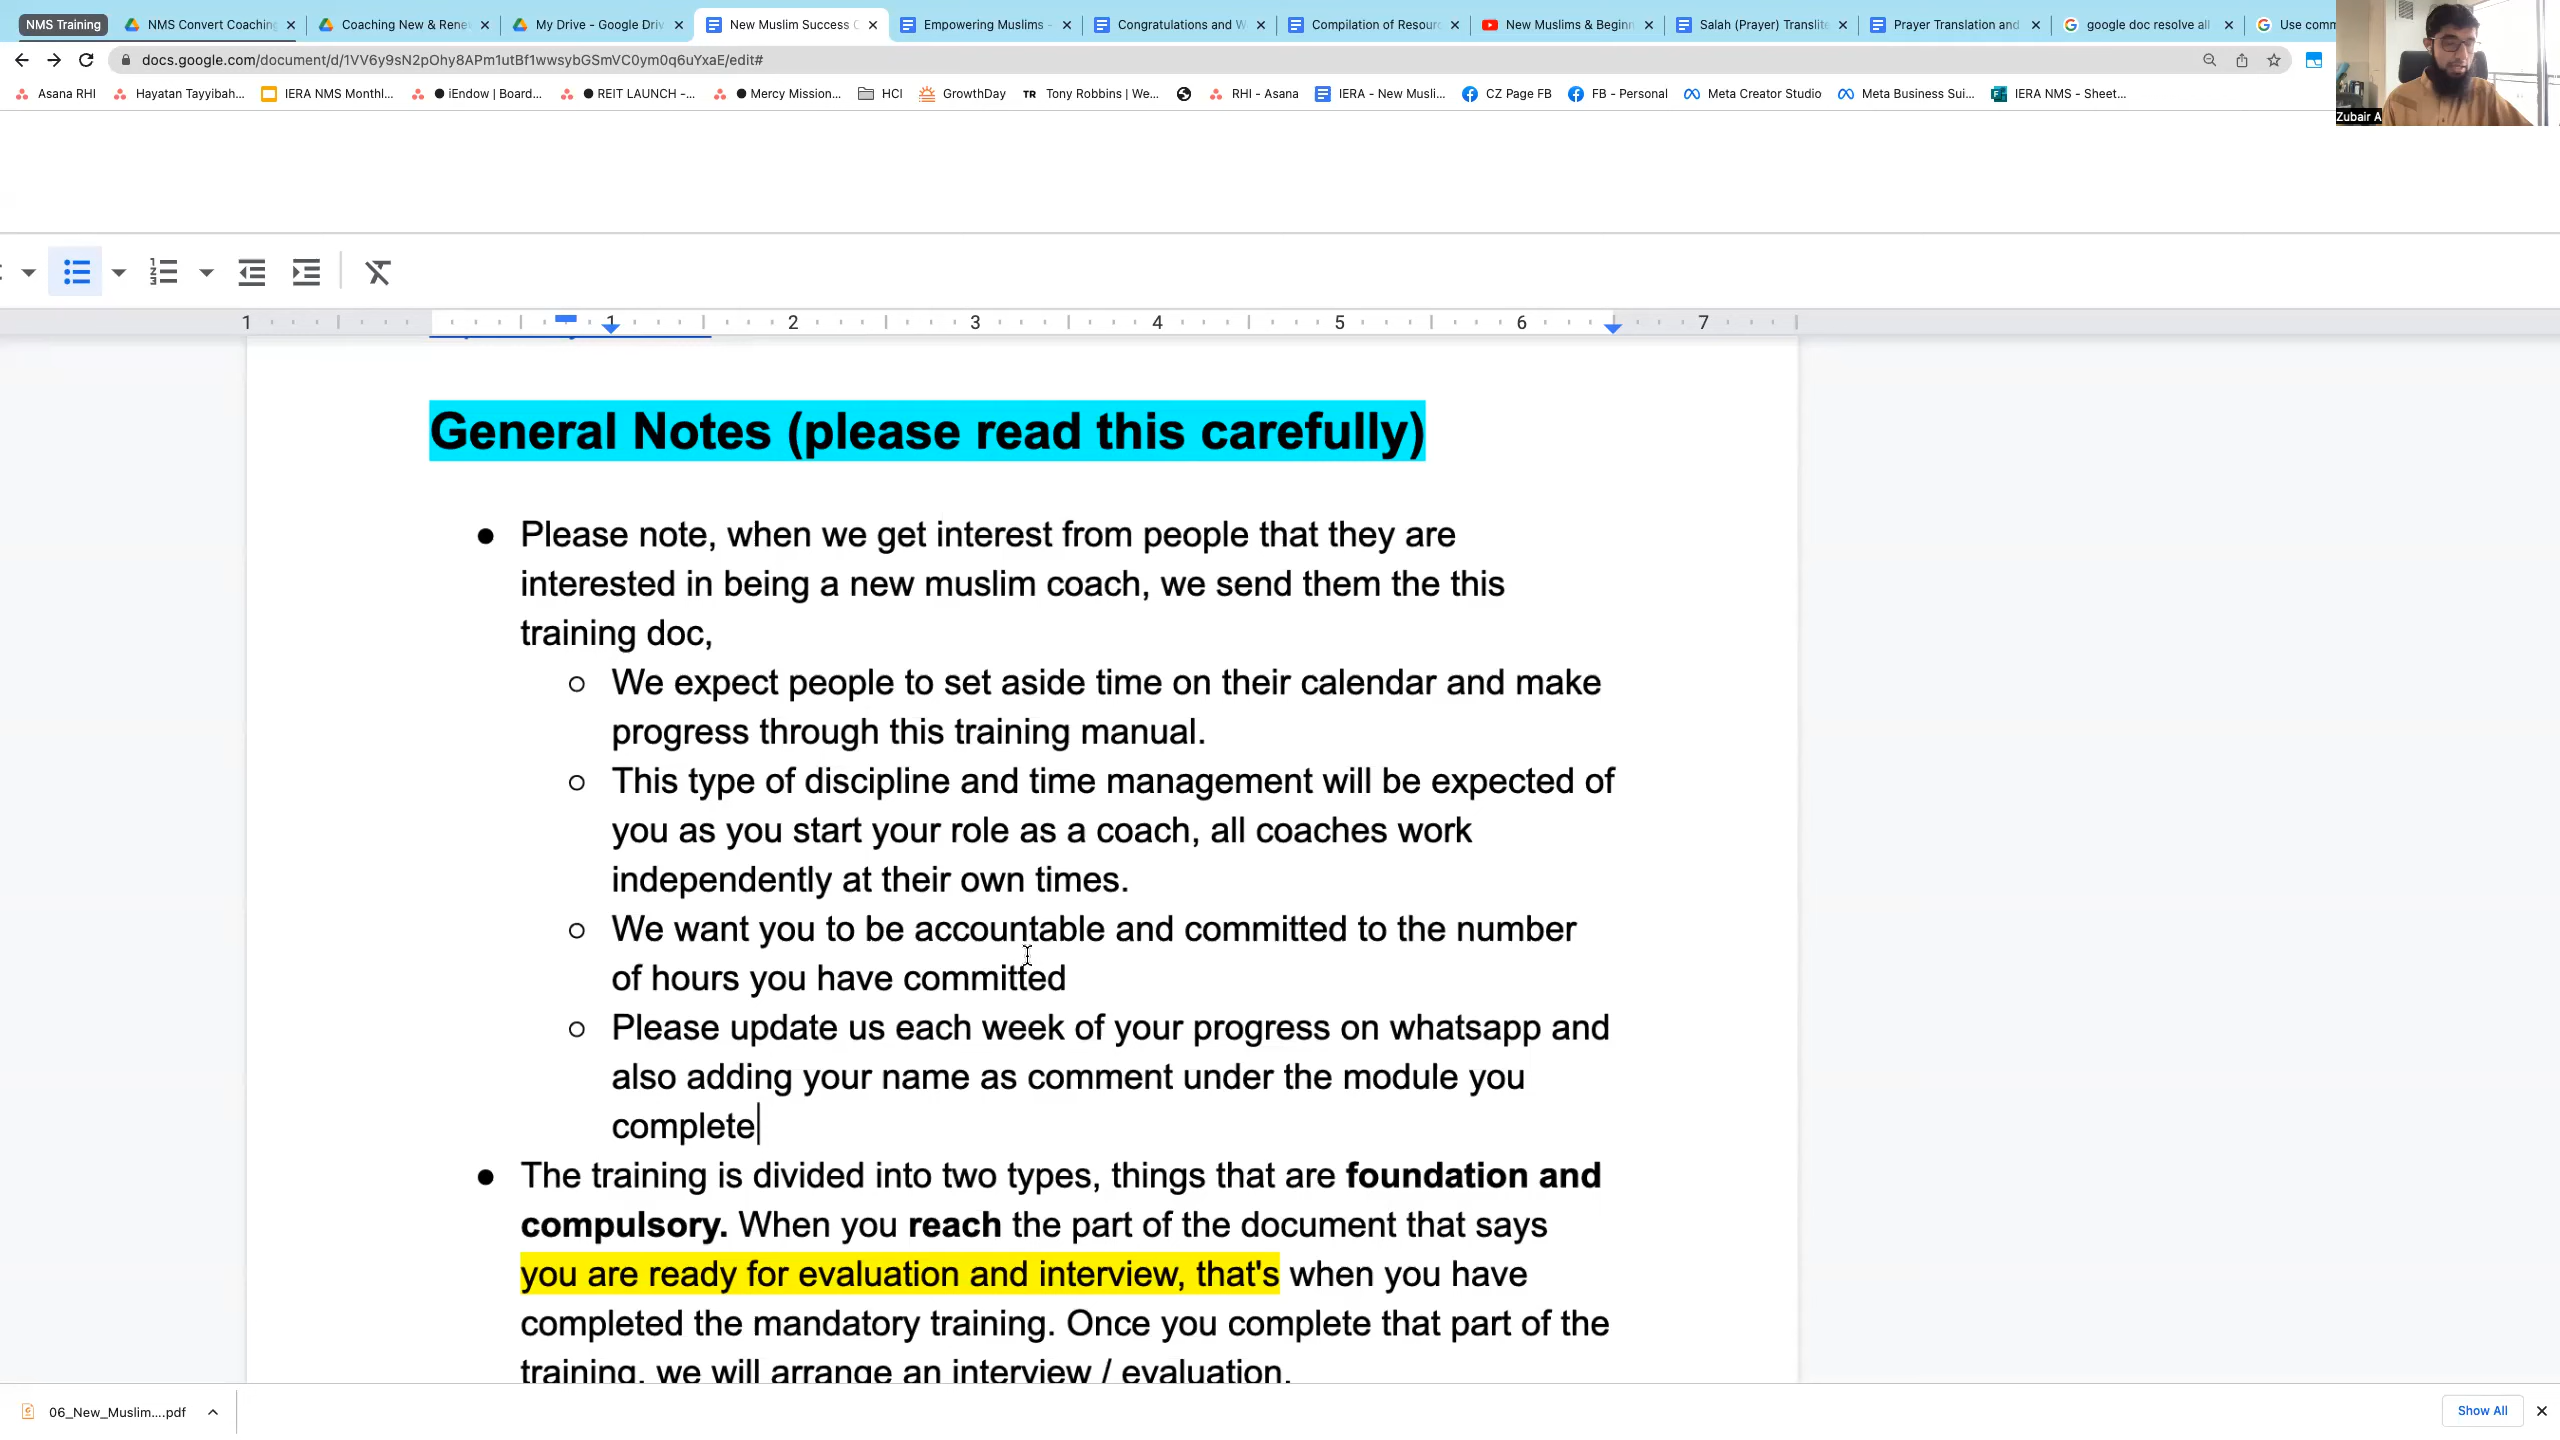 NMS Training
NMS Convert Coaching
Coaching New & Rene
My Drive - Google Driv
New Muslim Success C
Empowering Muslims -
Congratulations and W
Compilation of Resourc
New Muslims & Beginn
Salah (Prayer) Translite
Prayer Translation and
google doc resolve all
Use comm
docs.google.com/document/d/1VV6y9sN2pOhy8APm1utBf1wwsybGSmVC0ym0q6uYxaE/edit#
Asana RHI
Hayatan Tayyibah...
IERA NMS Monthl...
iEndow | Board...
REIT LAUNCH -...
Mercy Mission...
HCI
GrowthDay
TR Tony Robbins | We...
RHI - Asana
IERA - New Musli...
CZ Page FB
FB - Personal
Meta Creator Studio
Meta Business Sui...
IERA NMS - Sheet...
Zubair A
1 1 2 3 4 5 6 7
General Notes (please read this carefully)
● Please note, when we get interest from people that they are
interested in being a new muslim coach, we send them the this
training doc,
○ We expect people to set aside time on their calendar and make
progress through this training manual.
○ This type of discipline and time management will be expected of
you as you start your role as a coach, all coaches work
independently at their own times.
○ We want you to be accountable and committed to the number
of hours you have committed
○ Please update us each week of your progress on whatsapp and
also adding your name as comment under the module you
complete
● The training is divided into two types, things that are foundation and
compulsory. When you reach the part of the document that says
you are ready for evaluation and interview, that's when you have
completed the mandatory training. Once you complete that part of the
training, we will arrange an interview / evaluation.
06_New_Muslim....pdf
Show All